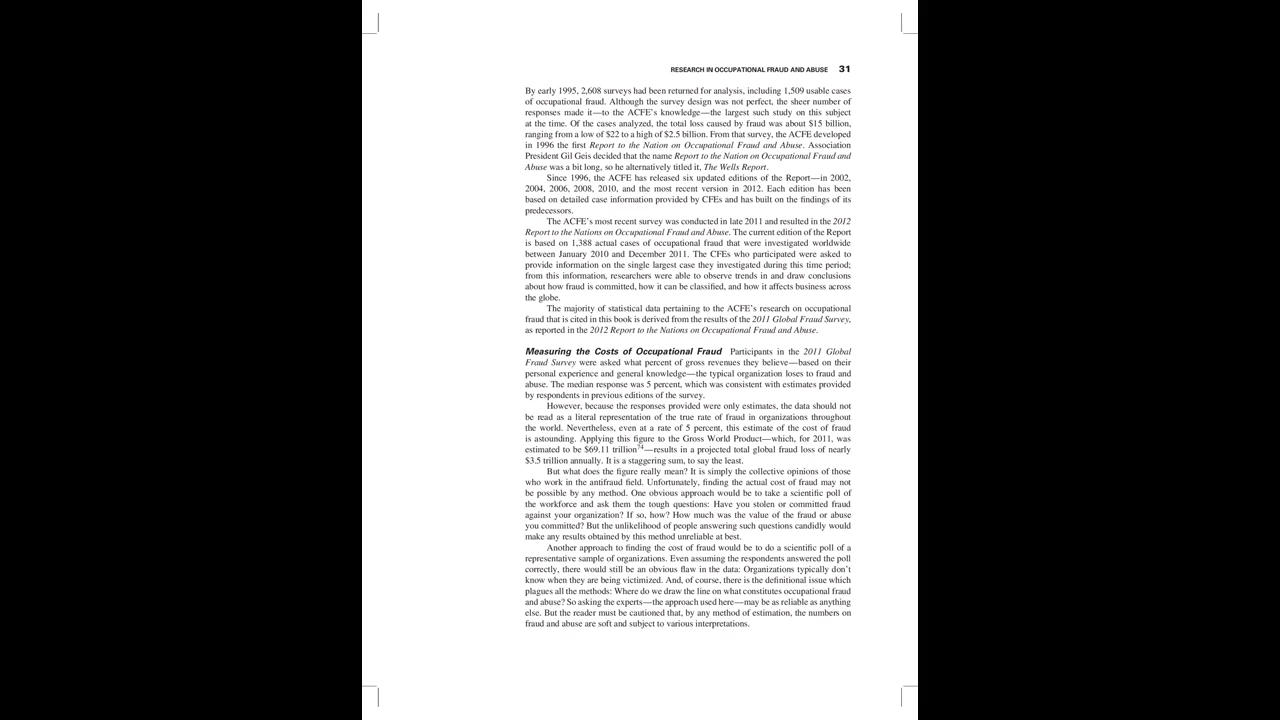 RESEARCH IN OCCUPATIONAL FRAUD AND ABUSE 31
By early 1995, 2,608 surveys had been returned for analysis, including 1,509 usable cases
of occupational fraud. Although the survey design was not perfect, the sheer number of
responses made it—to the ACFE's knowledge—the largest such study on this subject
at the time. Of the cases analyzed, the total loss caused by fraud was about $15 billion,
ranging from a low of $22 to a high of $2.5 billion. From that survey, the ACFE developed
in 1996 the first Report to the Nation on Occupational Fraud and Abuse. Association
President Gil Geis decided that the name Report to the Nation on Occupational Fraud and
Abuse was a bit long, so he alternatively titled it, The Wells Report.
Since 1996, the ACFE has released six updated editions of the Report—in 2002,
2004, 2006, 2008, 2010, and the most recent version in 2012. Each edition has been
based on detailed case information provided by CFEs and has built on the findings of its
predecessors.
The ACFE's most recent survey was conducted in late 2011 and resulted in the 2012
Report to the Nations on Occupational Fraud and Abuse. The current edition of the Report
is based on 1,388 actual cases of occupational fraud that were investigated worldwide
between January 2010 and December 2011. The CFEs who participated were asked to
provide information on the single largest case they investigated during this time period;
from this information, researchers were able to observe trends in and draw conclusions
about how fraud is committed, how it can be classified, and how it affects business across
the globe.
The majority of statistical data pertaining to the ACFE's research on occupational
fraud that is cited in this book is derived from the results of the 2011 Global Fraud Survey,
as reported in the 2012 Report to the Nations on Occupational Fraud and Abuse.
Measuring the Costs of Occupational Fraud Participants in the 2011 Global
Fraud Survey were asked what percent of gross revenues they believe—based on their
personal experience and general knowledge—the typical organization loses to fraud and
abuse. The median response was 5 percent, which was consistent with estimates provided
by respondents in previous editions of the survey.
However, because the responses provided were only estimates, the data should not
be read as a literal representation of the true rate of fraud in organizations throughout
the world. Nevertheless, even at a rate of 5 percent, this estimate of the cost of fraud
is astounding. Applying this figure to the Gross World Product—which, for 2011, was
estimated to be $69.11 trillion74—results in a projected total global fraud loss of nearly
$3.5 trillion annually. It is a staggering sum, to say the least.
But what does the figure really mean? It is simply the collective opinions of those
who work in the antifraud field. Unfortunately, finding the actual cost of fraud may not
be possible by any method. One obvious approach would be to take a scientific poll of
the workforce and ask them the tough questions: Have you stolen or committed fraud
against your organization? If so, how? How much was the value of the fraud or abuse
you committed? But the unlikelihood of people answering such questions candidly would
make any results obtained by this method unreliable at best.
Another approach to finding the cost of fraud would be to do a scientific poll of a
representative sample of organizations. Even assuming the respondents answered the poll
correctly, there would still be an obvious flaw in the data: Organizations typically don't
know when they are being victimized. And, of course, there is the definitional issue which
plagues all the methods: Where do we draw the line on what constitutes occupational fraud
and abuse? So asking the experts—the approach used here—may be as reliable as anything
else. But the reader must be cautioned that, by any method of estimation, the numbers on
fraud and abuse are soft and subject to various interpretations.